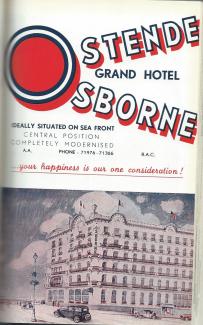 OSTENDE
GRAND HOTEL
OSBORNE
IDEALLY SITUATED ON SEA FRONT
CENTRAL POSITION
COMPLETELY MODERNISED
A.A. PHONE - 71976 - 71366 B.A.C.
...your happiness is our one consideration!